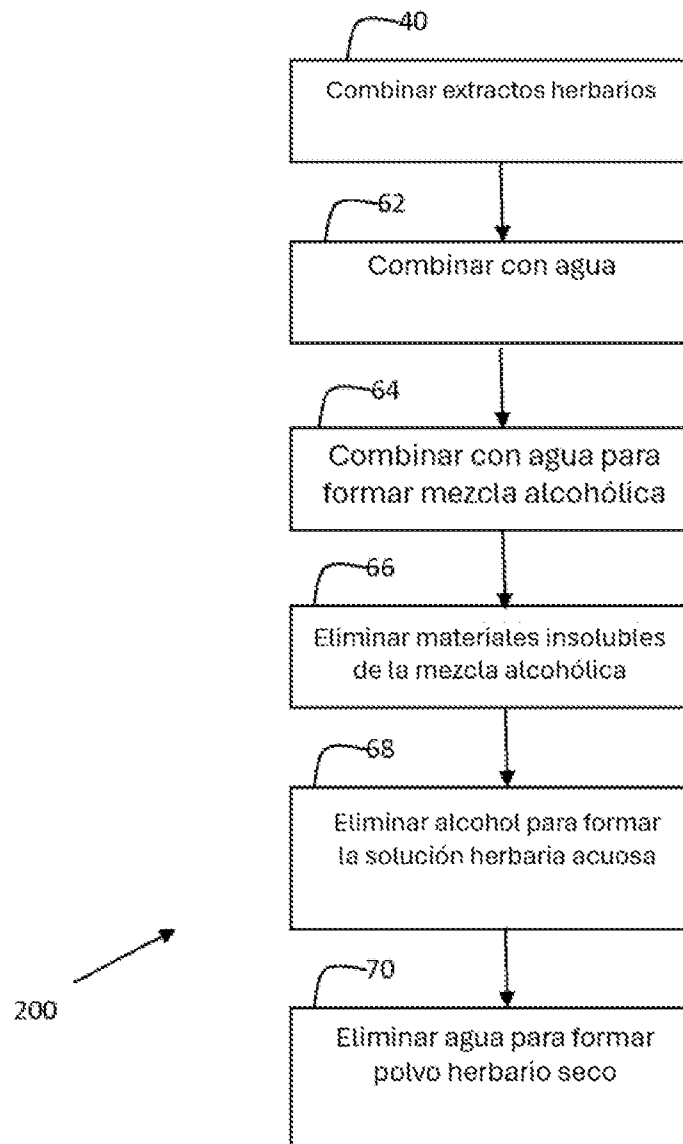 40
Combinar extractos herbarios
62
Combinar con agua
64
Combinar con agua para
formar mezcla alcohólica
66
Eliminar materiales insolubles
de la mezcla alcohólica
68
Eliminar alcohol para formar
la solución herbaria acuosa
200
70
Eliminar agua para formar
polvo herbario seco